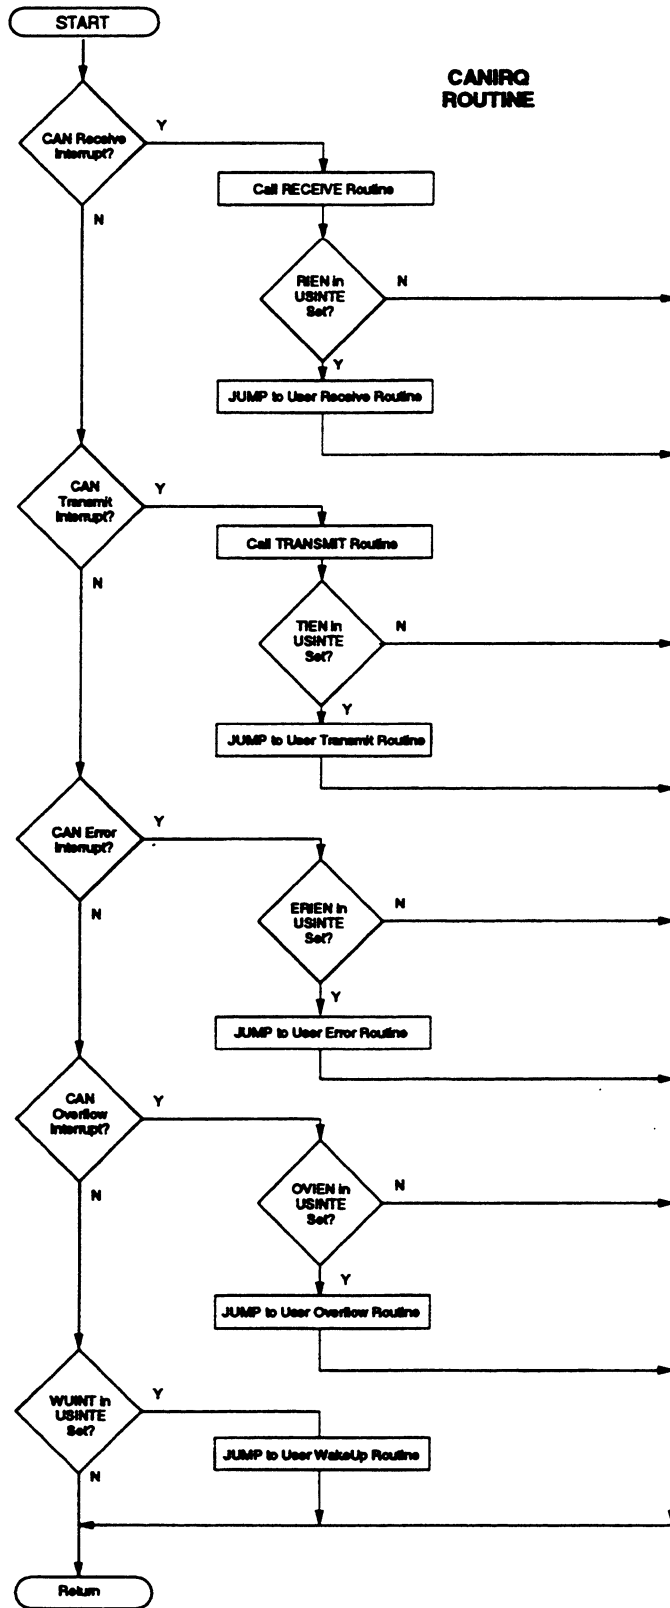 START
CANIRQ
ROUTINE
CAN Receive
Interrupt?
Y
N
Call RECEIVE Routine
RIEN in
USINTE
Set?
N
Y
JUMP to User Receive Routine
CAN
Transmit
Interrupt?
Y
N
Call TRANSMIT Routine
TIEN in
USINTE
Set?
N
Y
JUMP to User Transmit Routine
CAN Error
Interrupt?
Y
N
ERIEN in
USINTE
Set?
N
Y
JUMP to User Error Routine
CAN
Overflow
Interrupt?
Y
N
OVIEN in
USINTE
Set?
N
Y
JUMP to User Overflow Routine
WUINT in
USINTE
Set?
Y
N
JUMP to User WakeUp Routine
Return